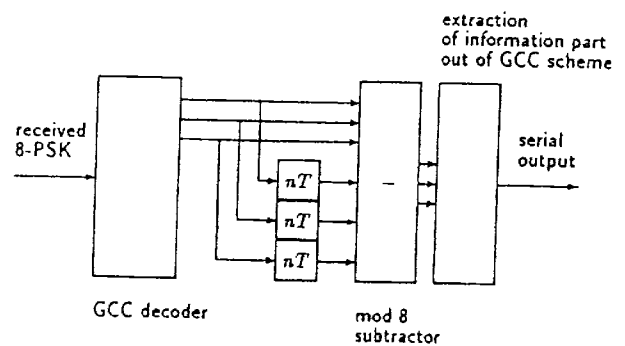 extraction
of information part
out of GCC scheme
received
8-PSK
serial
output
nT
nT
nT
−
GCC decoder
mod 8
subtractor